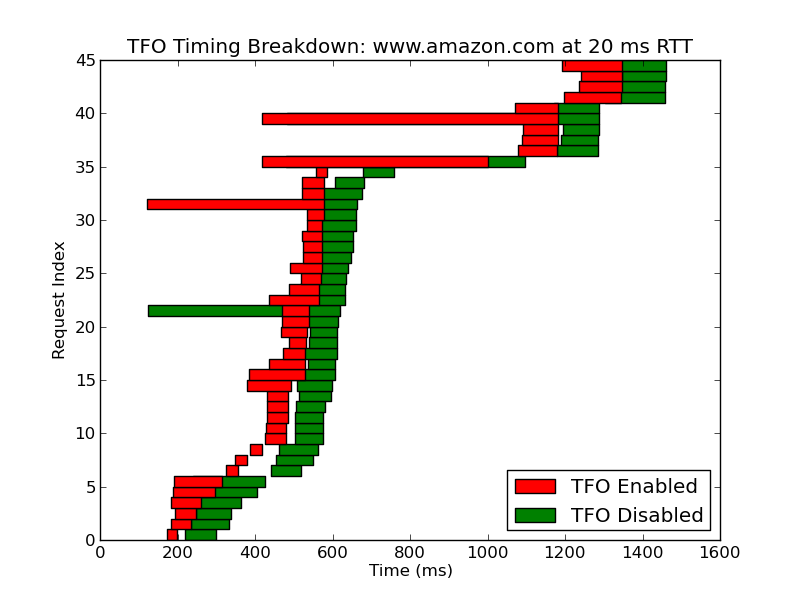 TFO Timing Breakdown: www.amazon.com at 20 ms RTT
45
40
35
30
25
20
15
10
5
0
Request Index
0 200 400 600 800 1000 1200 1400 1600
Time (ms)
TFO Enabled
TFO Disabled